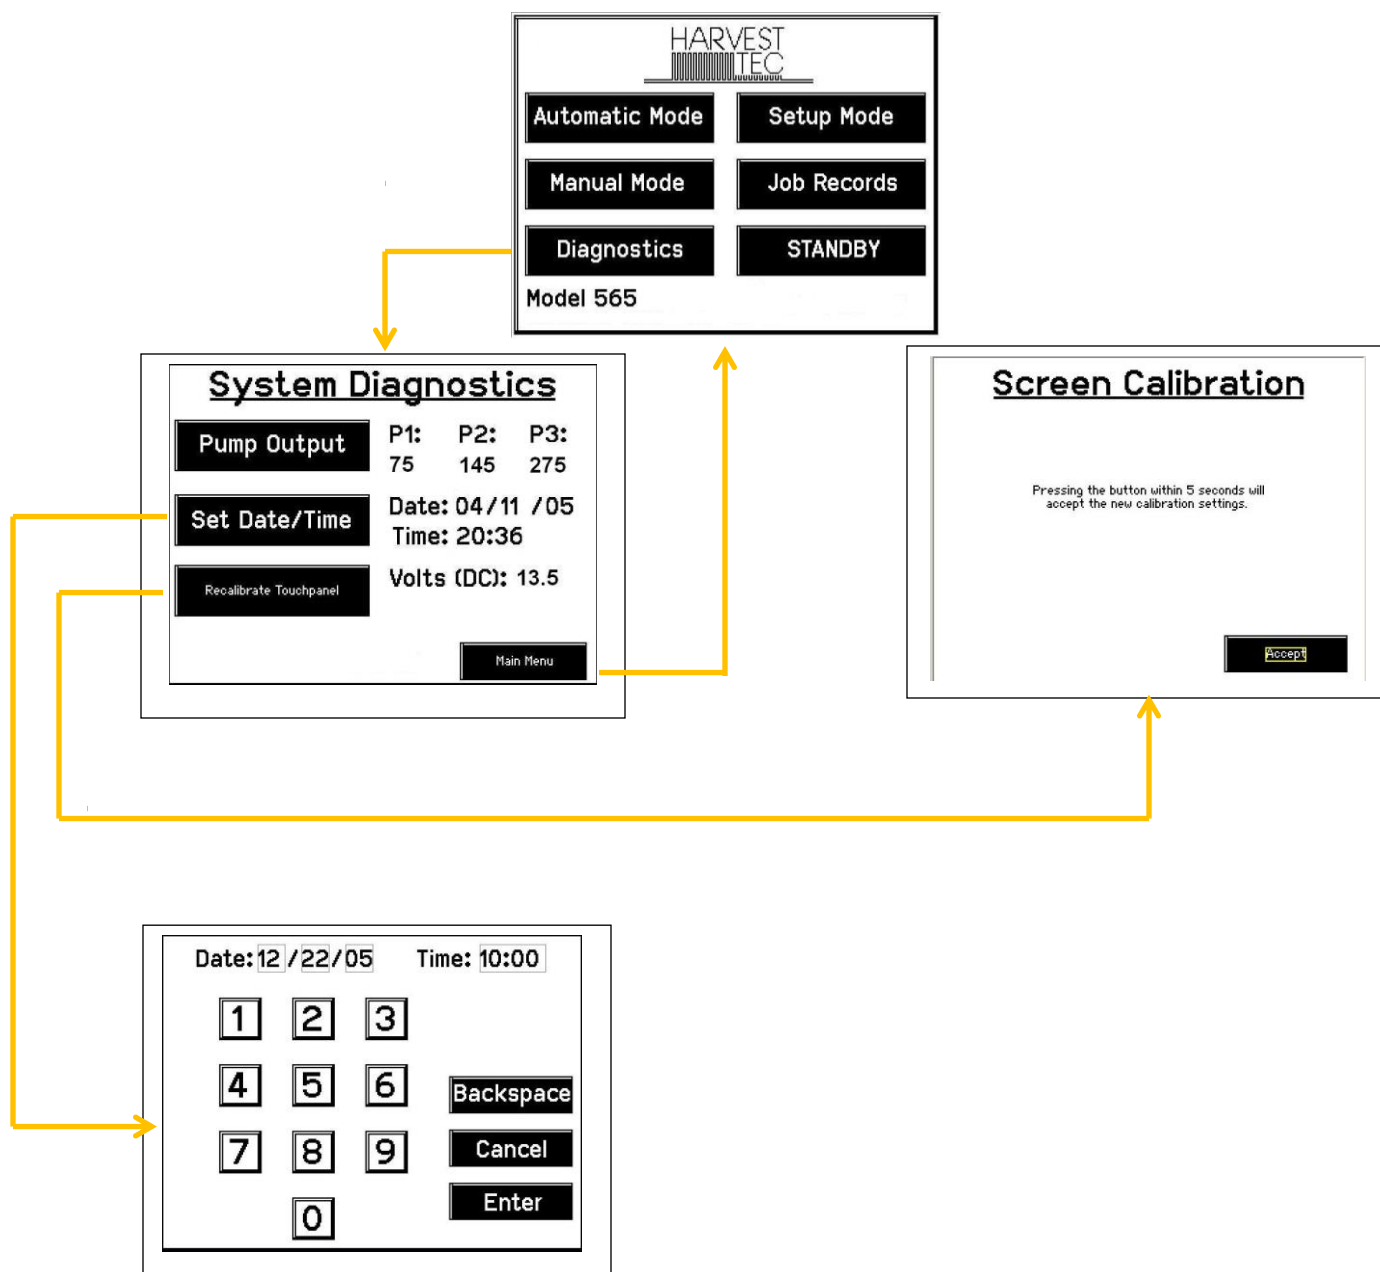 HARVEST
TEC
Automatic Mode
Setup Mode
Manual Mode
Job Records
Diagnostics
STANDBY
Model 565
System Diagnostics
Pump Output
P1: P2: P3:
75 145 275
Set Date/Time
Date: 04/11 /05
Time: 20:36
Recalibrate Touchpanel
Volts (DC): 13.5
Main Menu
Screen Calibration
Pressing the button within 5 seconds will
accept the new calibration settings.
Accept
Date: 12 /22/05 Time: 10:00
1 2 3
4 5 6
Backspace
7 8 9
Cancel
Enter
0